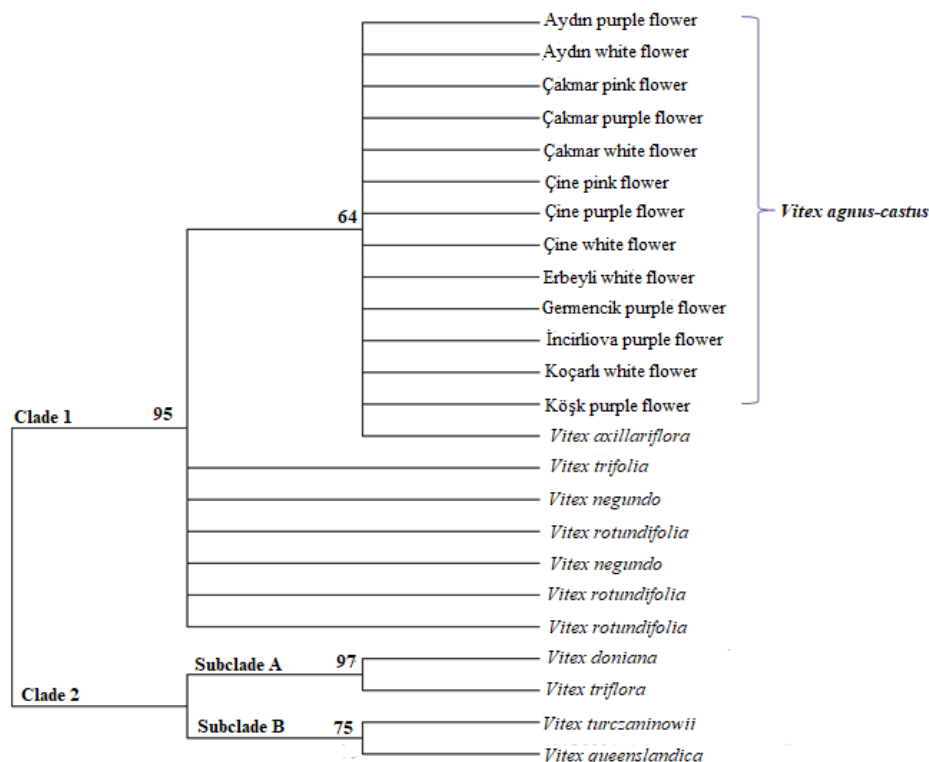 Aydın purple flower
Aydın white flower
Çakmar pink flower
Çakmar purple flower
Çakmar white flower
Çine pink flower
64
Çine purple flower
Vitex agnus-castus
Çine white flower
Erbeyli white flower
Germencik purple flower
İncirliova purple flower
Koçarlı white flower
Köşk purple flower
Clade 1
95
Vitex axillariflora
Vitex trifolia
Vitex negundo
Vitex rotundifolia
Vitex negundo
Vitex rotundifolia
Vitex rotundifolia
Subclade A
97
Vitex doniana
Clade 2
Vitex triflora
Subclade B
75
Vitex turczaninowii
Vitex queenslandica